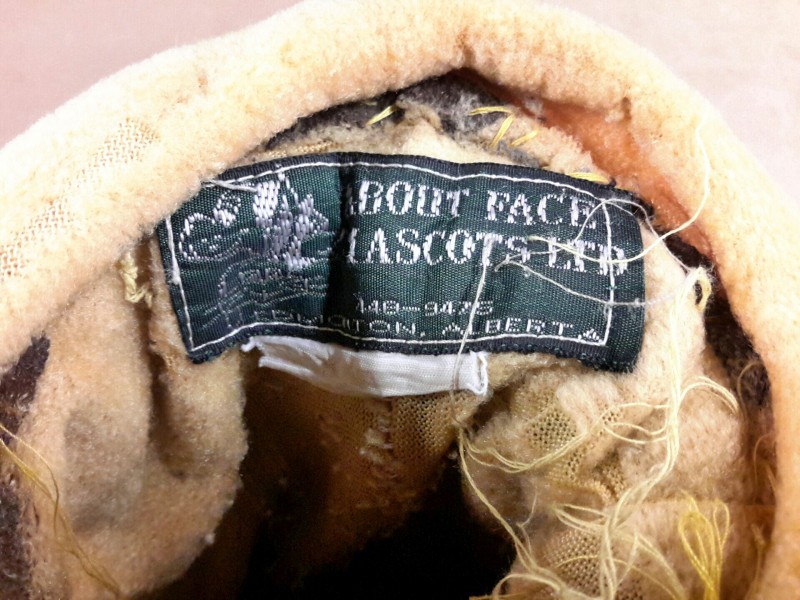 ABOUT FACE
MASCOTS LTD
448-9475
EDMONTON, ALBERTA